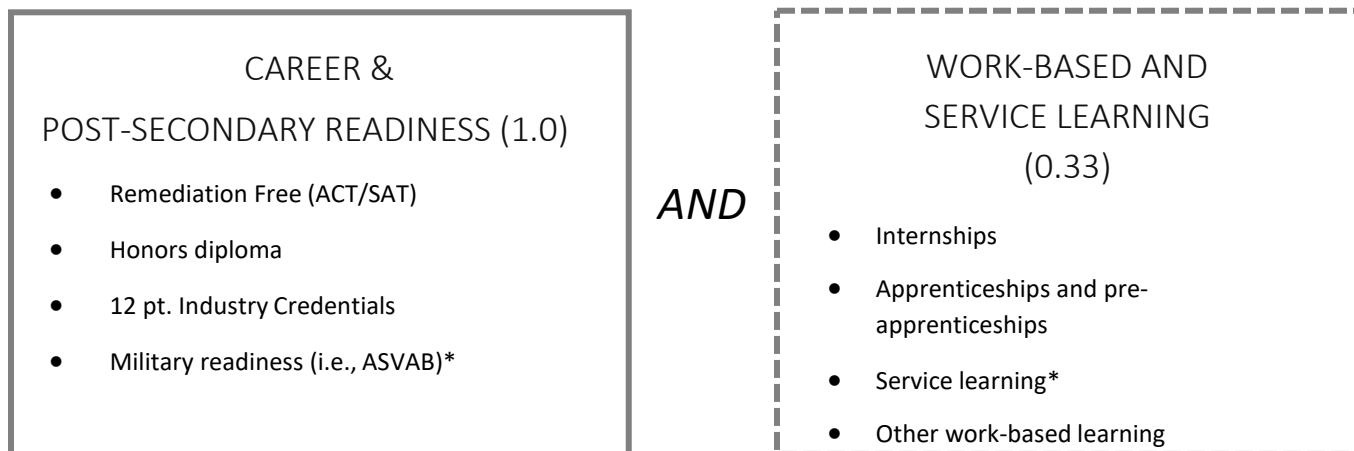 CAREER &
POST-SECONDARY READINESS (1.0)
• Remediation Free (ACT/SAT)
• Honors diploma
• 12 pt. Industry Credentials
• Military readiness (i.e., ASVAB)*
AND
WORK-BASED AND
SERVICE LEARNING
(0.33)
• Internships
• Apprenticeships and pre-
apprenticeships
• Service learning*
• Other work-based learning